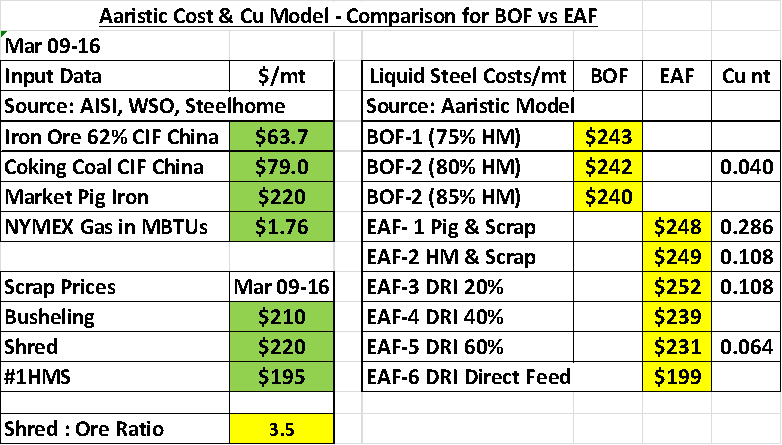 Aaristic Cost & Cu Model - Comparison for BOF vs EAF
Mar 09-16
Input Data $/mt Liquid Steel Costs/mt BOF EAF Cu nt
Source: AISI, WSO, Steelhome Source: Aaristic Model
Iron Ore 62% CIF China $63.7 BOF-1 (75% HM) $243
Coking Coal CIF China $79.0 BOF-2 (80% HM) $242 0.040
Market Pig Iron $220 BOF-2 (85% HM) $240
NYMEX Gas in MBTUs $1.76 EAF- 1 Pig & Scrap $248 0.286
EAF-2 HM & Scrap $249 0.108
Scrap Prices Mar 09-16 EAF-3 DRI 20% $252 0.108
Busheling $210 EAF-4 DRI 40% $239
Shred $220 EAF-5 DRI 60% $231 0.064
#1HMS $195 EAF-6 DRI Direct Feed $199
Shred : Ore Ratio 3.5